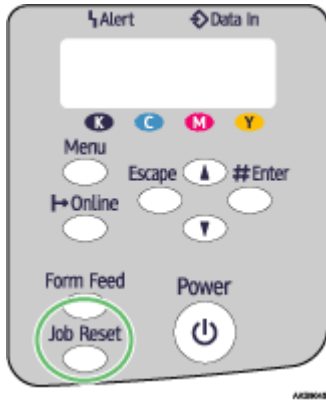 Alert Data In
K C M Y
Menu
Escape #Enter
Online
Form Feed
Power
Job Reset